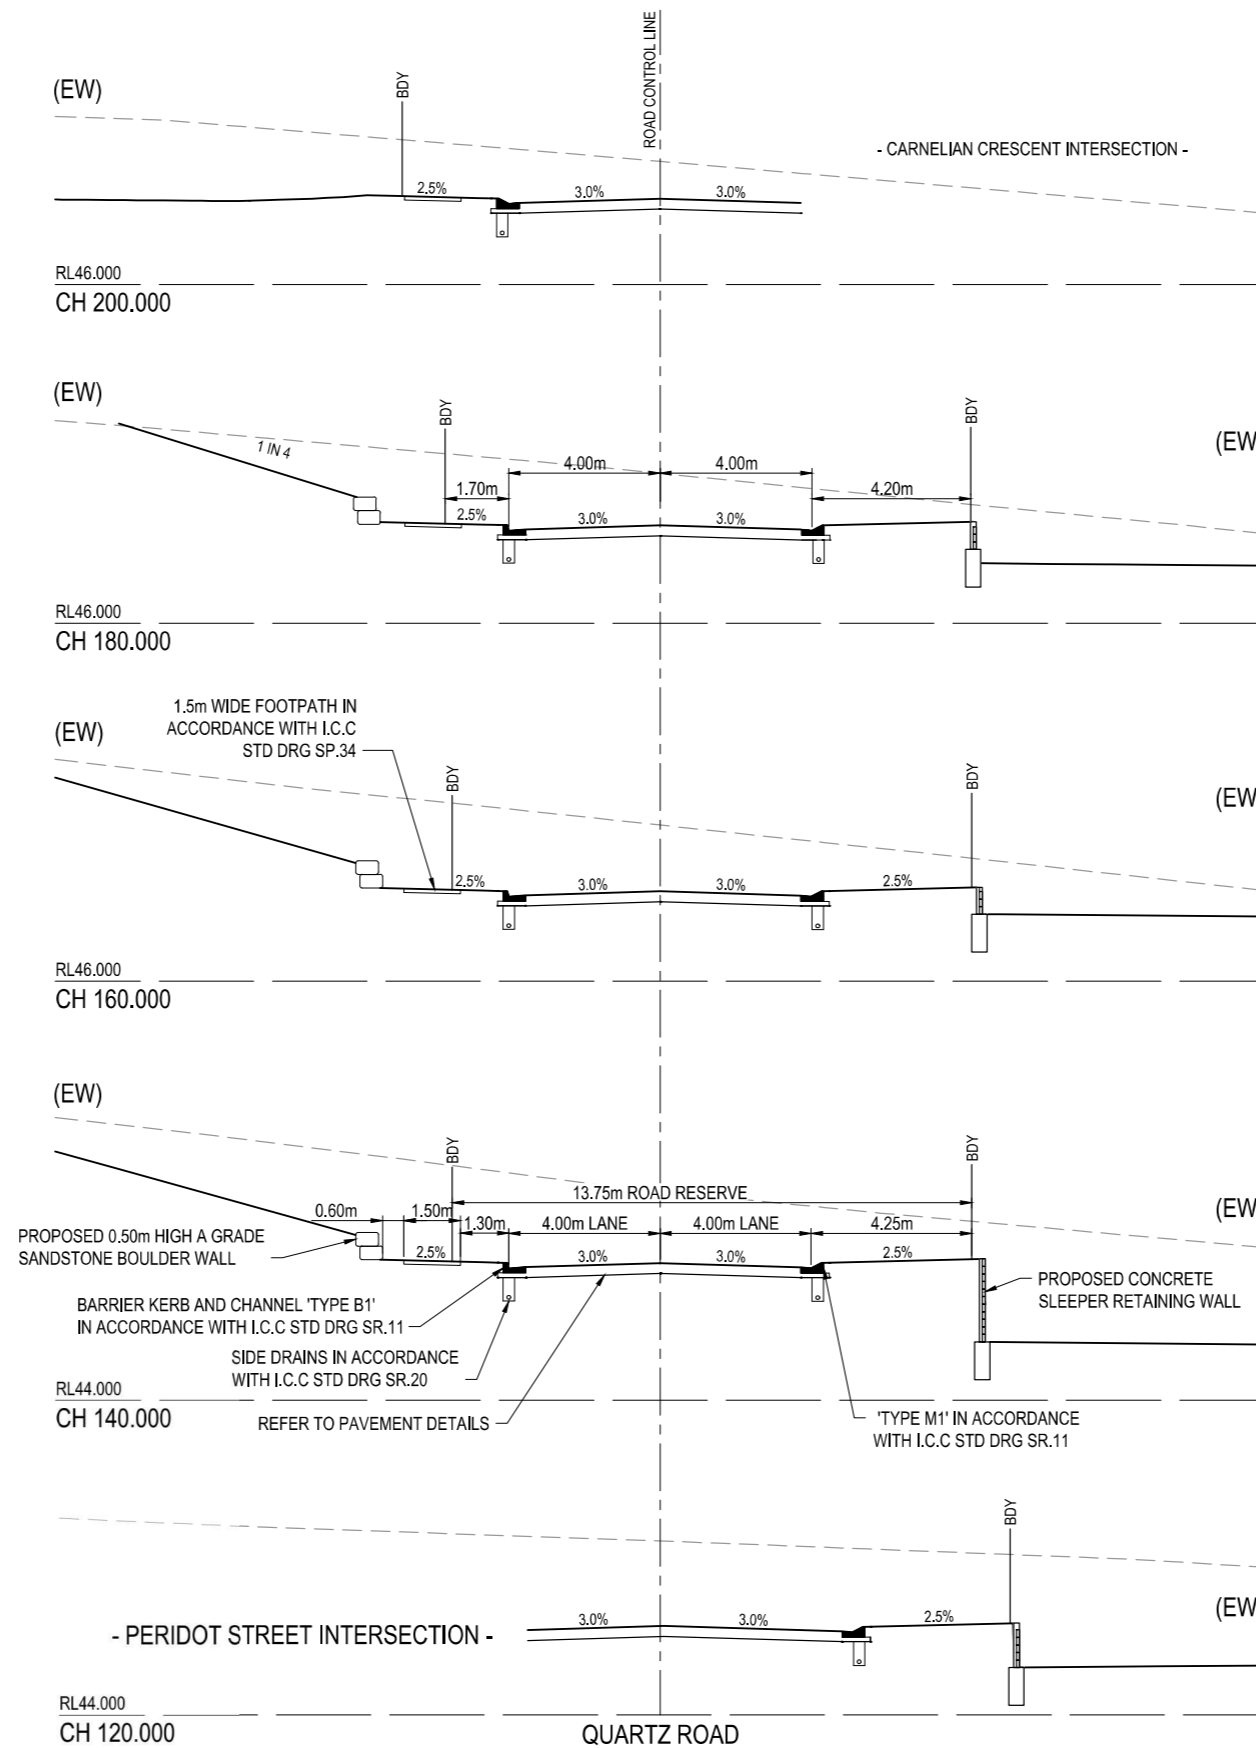 ROAD CONTROL LINE
(EW)
BDY
- CARNELIAN CRESCENT INTERSECTION -
2.5%
3.0%
3.0%
RL46.000
CH 200.000
(EW)
BDY
BDY
(EW
1 IN 4
4.00m
4.00m
1.70m
4.20m
2.5%
3.0%
3.0%
RL46.000
CH 180.000
1.5m WIDE FOOTPATH IN
ACCORDANCE WITH I.C.C
STD DRG SP.34
(EW)
BDY
BDY
(EW
2.5%
3.0%
3.0%
2.5%
RL46.000
CH 160.000
(EW)
BDY
BDY
13.75m ROAD RESERVE
(EW
0.60m
1.50m
1.30m
4.00m LANE
4.00m LANE
4.25m
PROPOSED 0.50m HIGH A GRADE
SANDSTONE BOULDER WALL
2.5%
3.0%
3.0%
2.5%
PROPOSED CONCRETE
SLEEPER RETAINING WALL
BARRIER KERB AND CHANNEL 'TYPE B1'
IN ACCORDANCE WITH I.C.C STD DRG SR.11
SIDE DRAINS IN ACCORDANCE
WITH I.C.C STD DRG SR.20
RL44.000
CH 140.000
REFER TO PAVEMENT DETAILS
'TYPE M1' IN ACCORDANCE
WITH I.C.C STD DRG SR.11
BDY
(EW
- PERIDOT STREET INTERSECTION -
3.0%
3.0%
2.5%
RL44.000
CH 120.000
QUARTZ ROAD